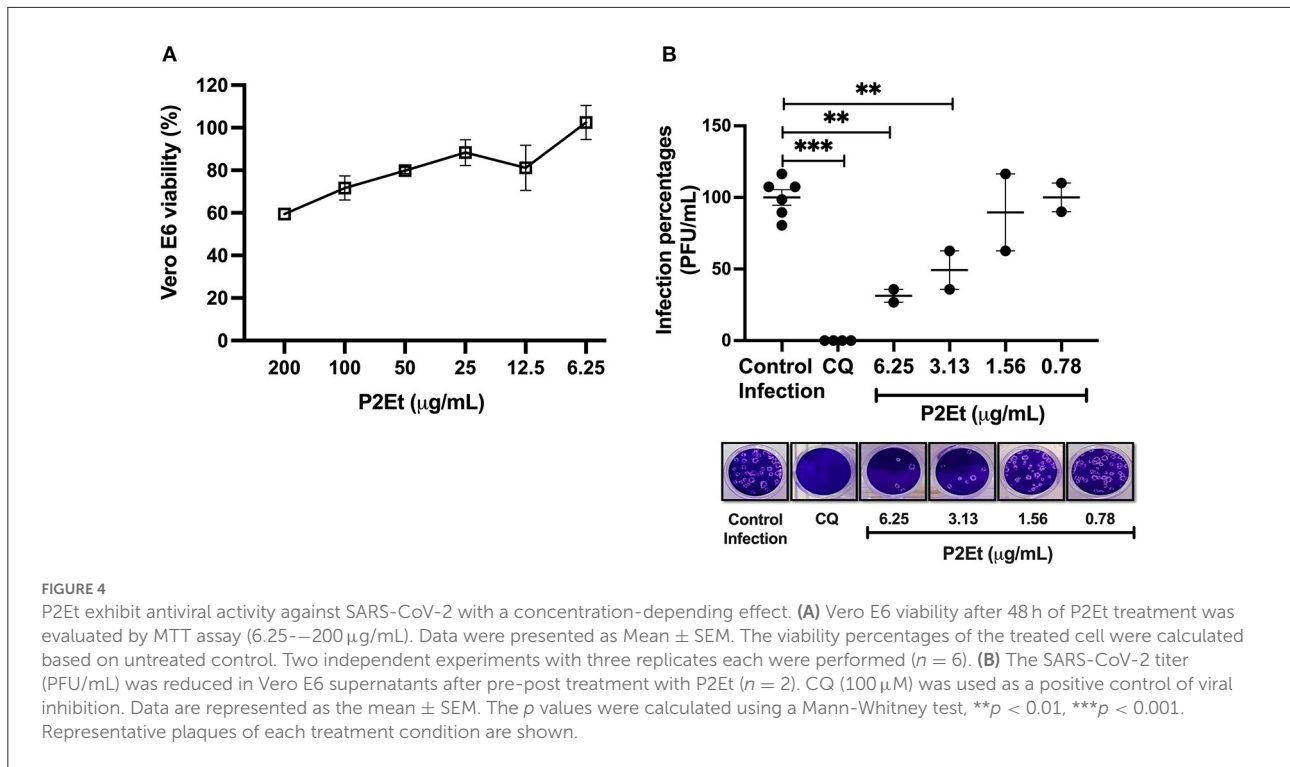 A
120
100
80
60
40
20
0
Vero E6 viability (%)
200 100 50 25 12.5 6.25
P2Et (μg/mL)
B
**
**
***
150
100
50
0
Infection percentages
(PFU/mL)
Control CQ 6.25 3.13 1.56 0.78
Infection
P2Et (μg/mL)
Control CQ 6.25 3.13 1.56 0.78
Infection
P2Et (μg/mL)
FIGURE 4
P2Et exhibit antiviral activity against SARS-CoV-2 with a concentration-depending effect. (A) Vero E6 viability after 48 h of P2Et treatment was
evaluated by MTT assay (6.25-–200 μg/mL). Data were presented as Mean ± SEM. The viability percentages of the treated cell were calculated
based on untreated control. Two independent experiments with three replicates each were performed (n = 6). (B) The SARS-CoV-2 titer
(PFU/mL) was reduced in Vero E6 supernatants after pre-post treatment with P2Et (n = 2). CQ (100 μM) was used as a positive control of viral
inhibition. Data are represented as the mean ± SEM. The p values were calculated using a Mann-Whitney test, **p < 0.01, ***p < 0.001.
Representative plaques of each treatment condition are shown.